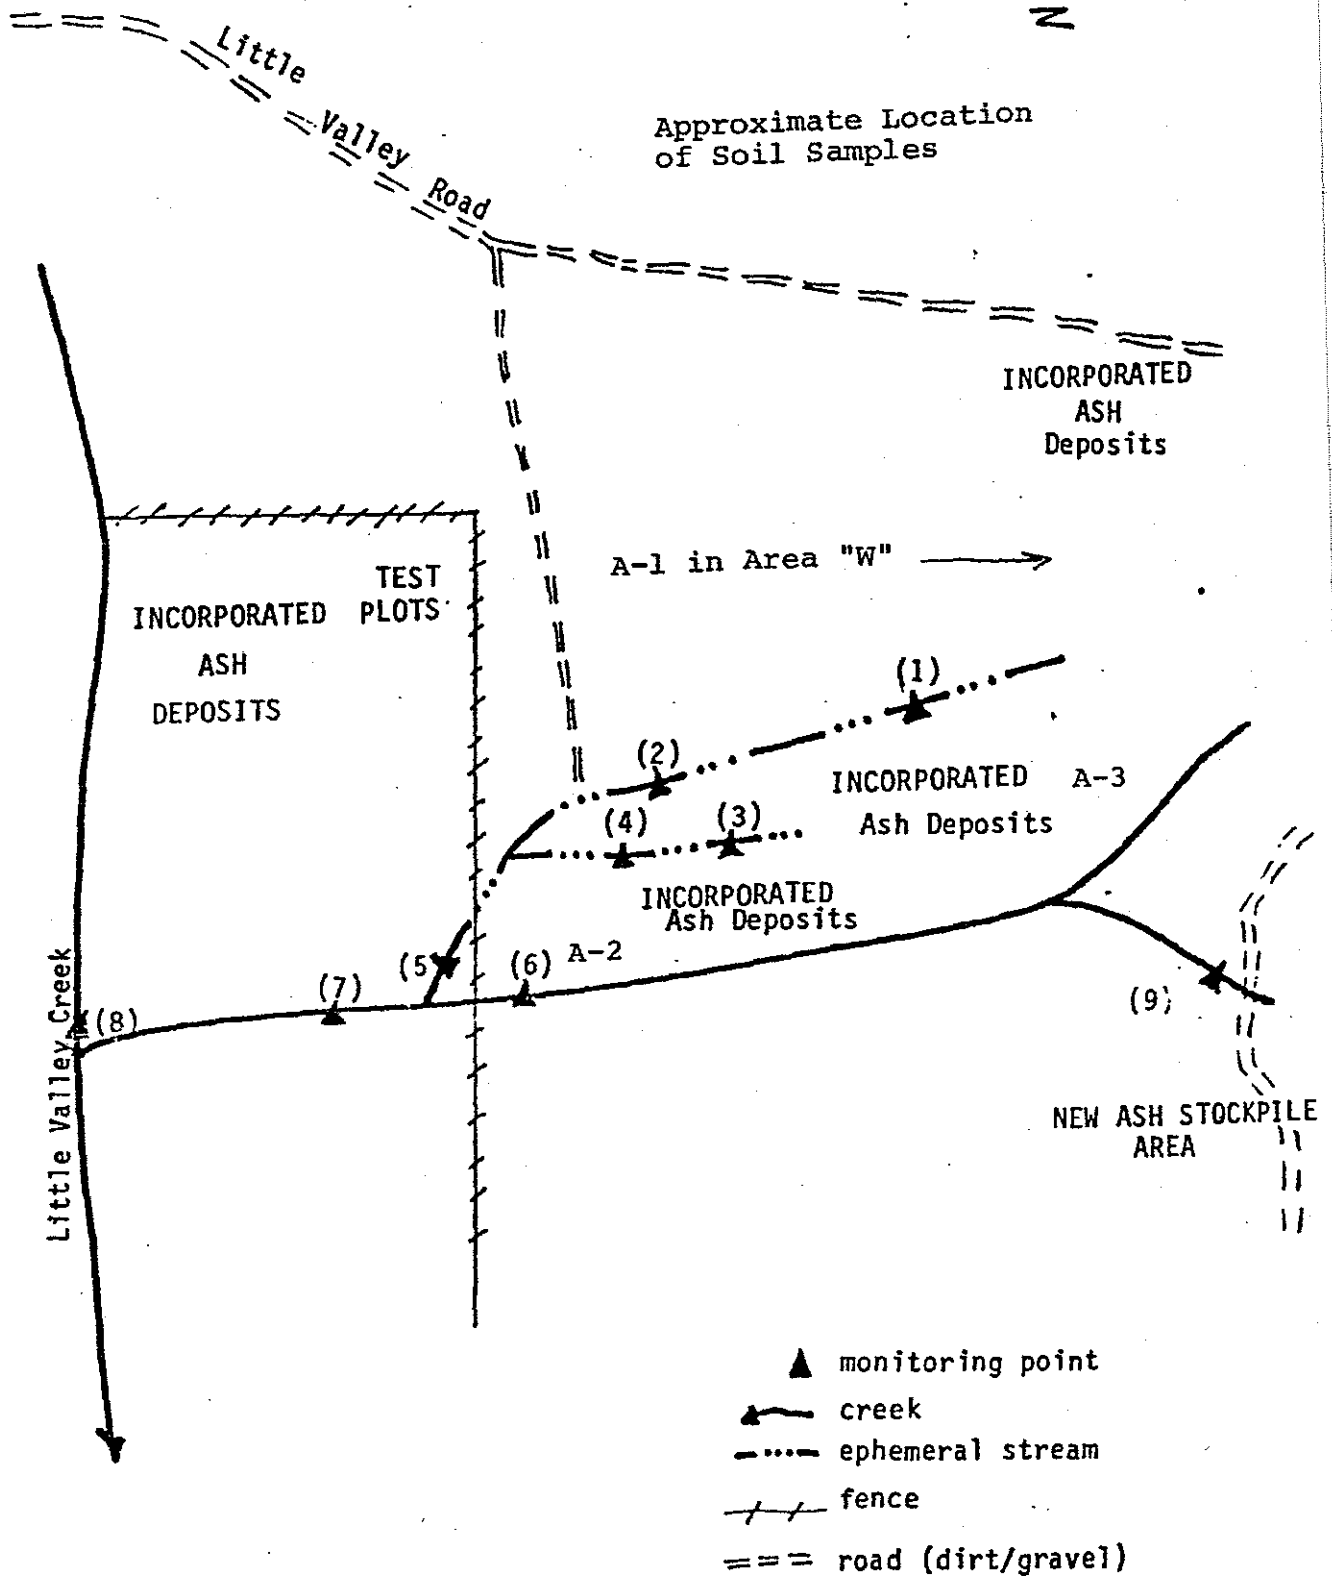 N
Little
Valley
Road
Approximate Location
of Soil Samples
INCORPORATED
ASH
Deposits
A-1 in Area "W"
TEST
PLOTS
INCORPORATED
ASH
DEPOSITS
(1)
(2)
INCORPORATED
Ash Deposits
A-3
(4)
(3)
INCORPORATED
Ash Deposits
A-2
(5)
(6)
(7)
(8)
(9)
Little Valley Creek
NEW ASH STOCKPILE
AREA
monitoring point
creek
ephemeral stream
fence
road (dirt/gravel)